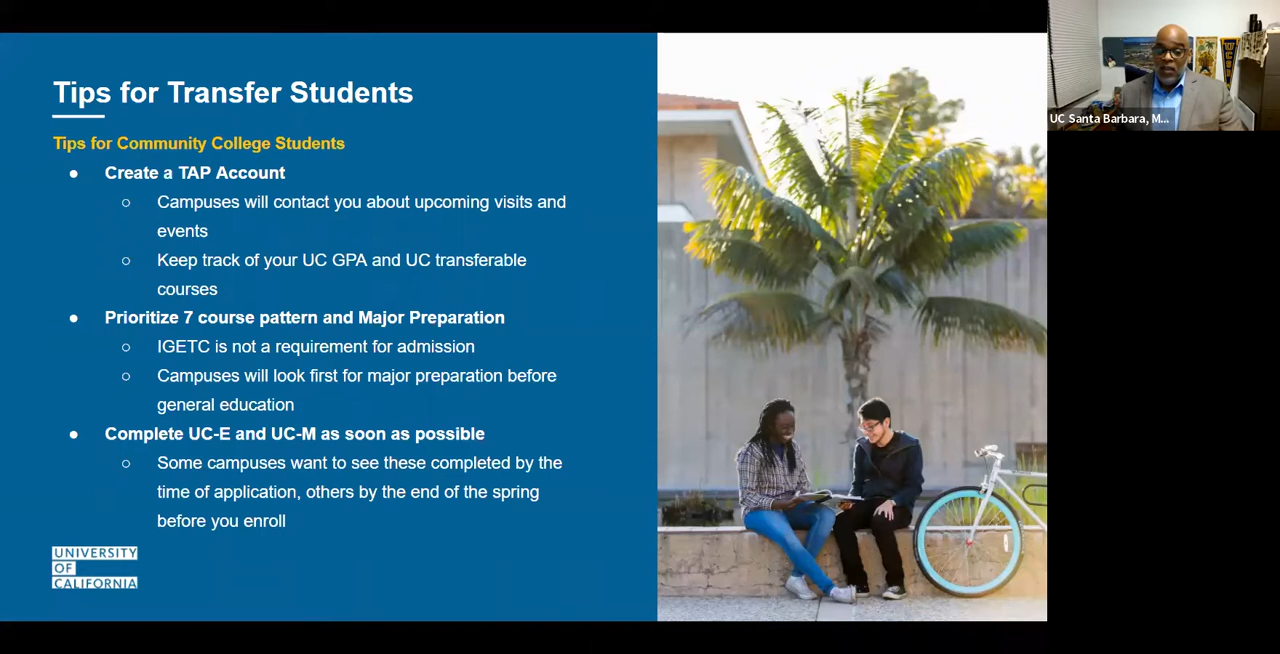 Tips for Transfer Students
Tips for Community College Students
● Create a TAP Account
○ Campuses will contact you about upcoming visits and
events
○ Keep track of your UC GPA and UC transferable
courses
● Prioritize 7 course pattern and Major Preparation
○ IGETC is not a requirement for admission
○ Campuses will look first for major preparation before
general education
● Complete UC-E and UC-M as soon as possible
○ Some campuses want to see these completed by the
time of application, others by the end of the spring
before you enroll
UNIVERSITY
OF
CALIFORNIA
UC Santa Barbara, M...